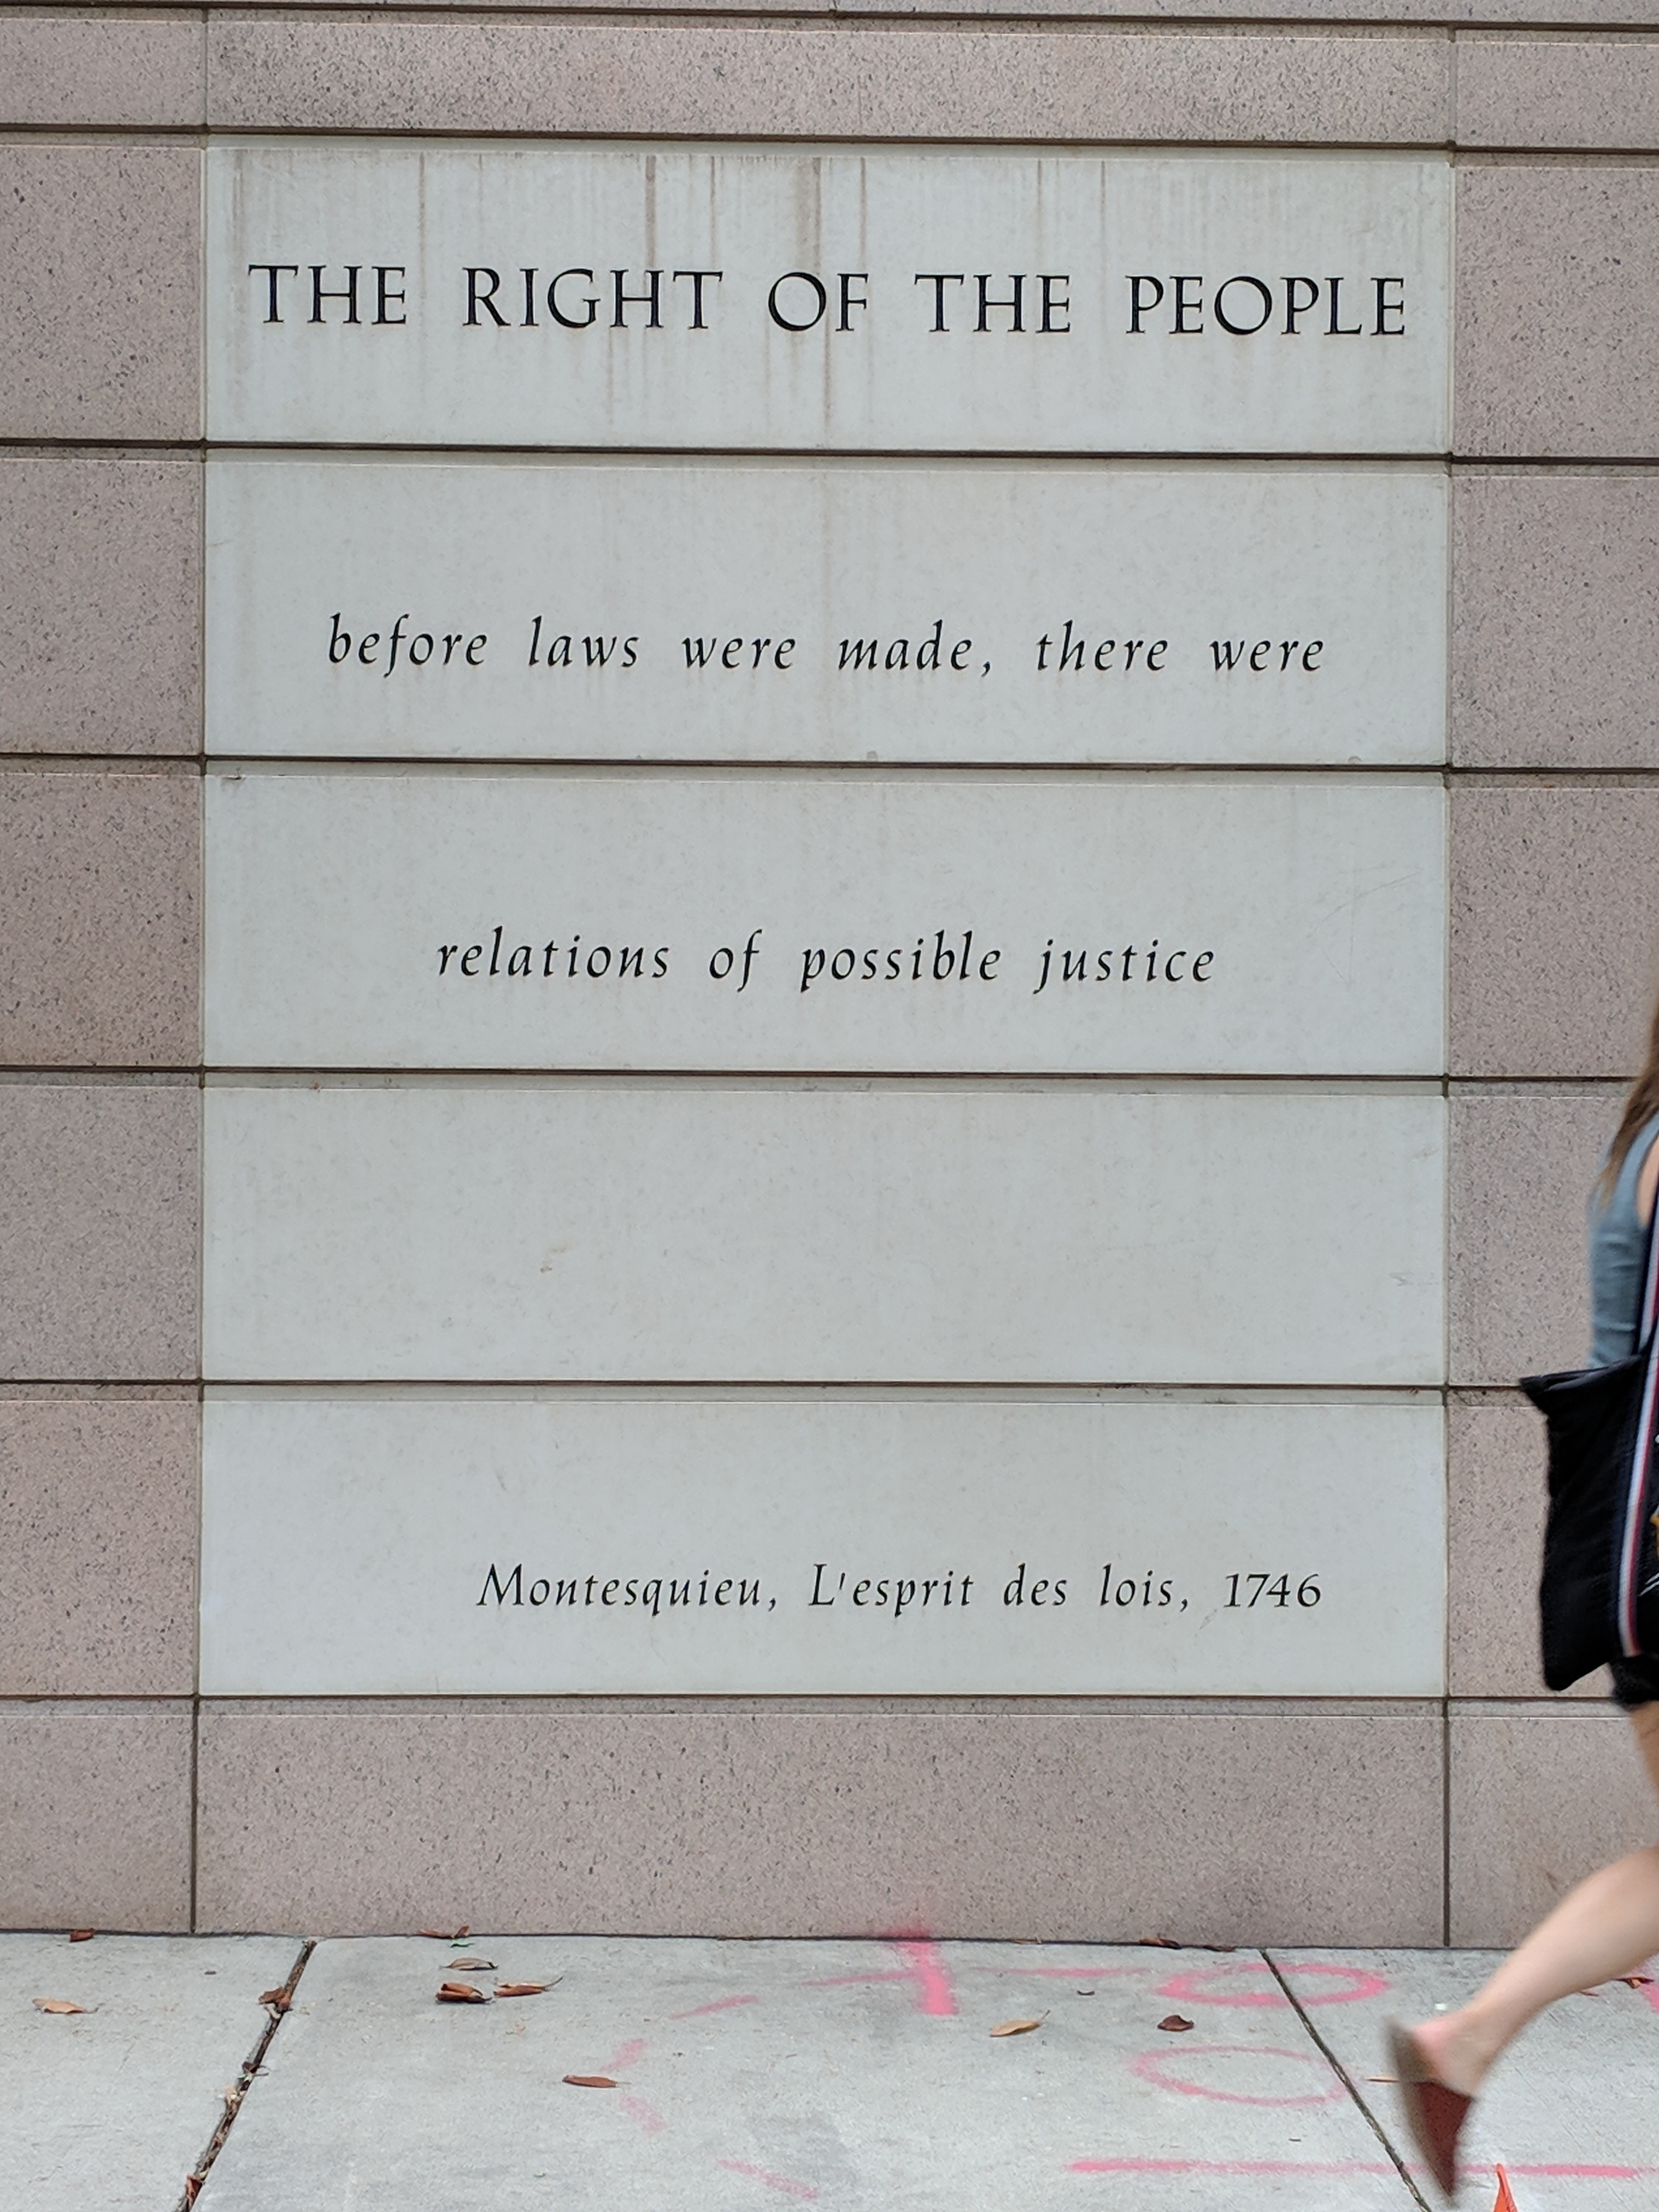 THE RIGHT OF THE PEOPLE
before laws were made, there were
relations of possible justice
Montesquieu, L'esprit des lois, 1746